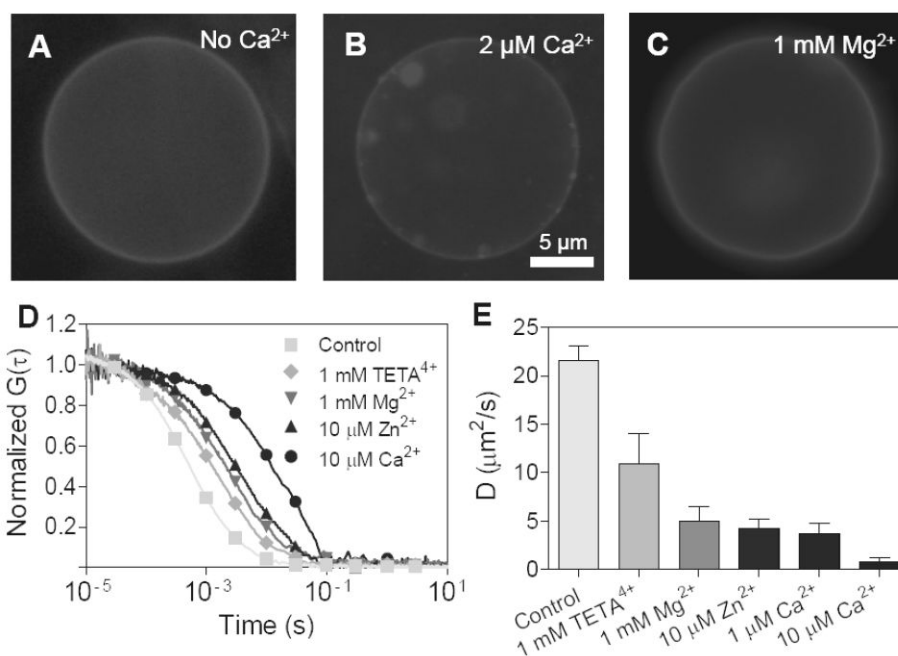 A No Ca²⁺
B 2 µM Ca²⁺
5 µm
C 1 mM Mg²⁺
D
Normalized G(τ)
1.2
1.0
0.8
0.6
0.4
0.2
10⁻⁵ 10⁻³ 10⁻¹ 10¹
Time (s)
Control
1 mM TETA⁴⁺
1 mM Mg²⁺
10 µM Zn²⁺
10 µM Ca²⁺
E
D (µm²/s)
25
20
15
10
5
0
Control
1 mM TETA⁴⁺
1 mM Mg²⁺
10 µM Zn²⁺
1 µM Ca²⁺
10 µM Ca²⁺